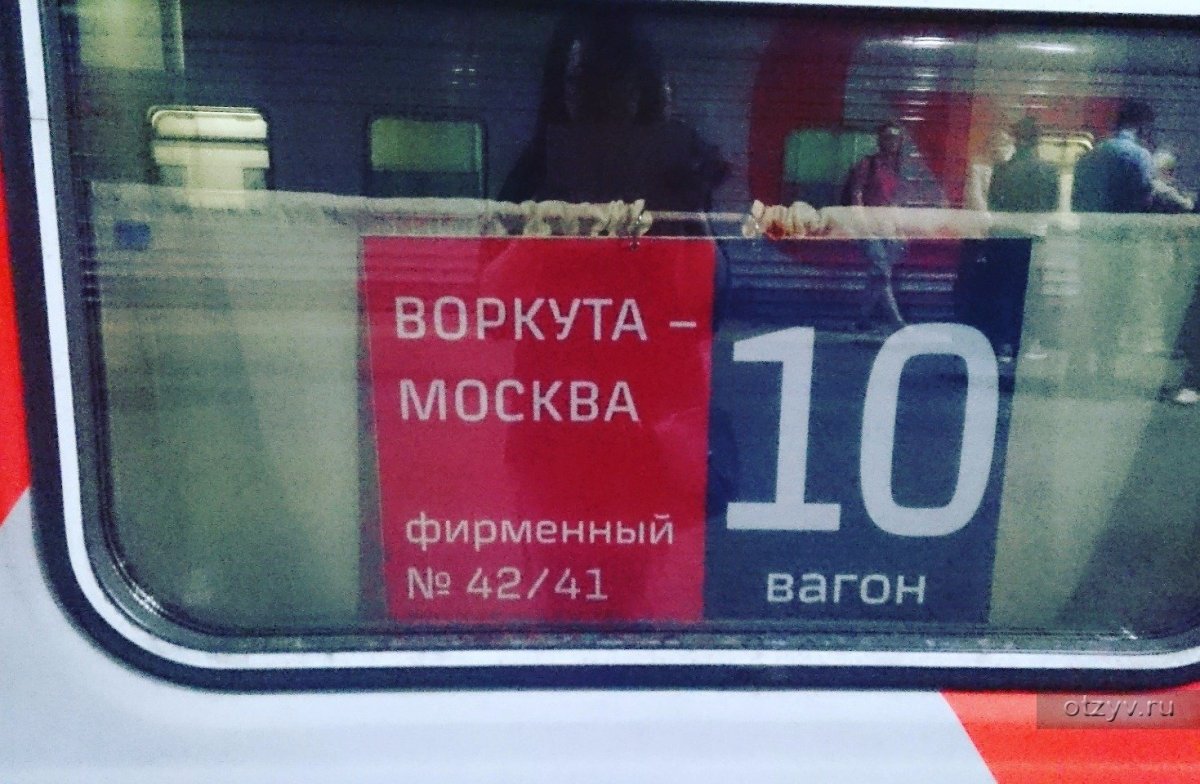 ВОРКУТА –
МОСКВА
фирменный
№ 42/41
10
вагон
otzyv.ru